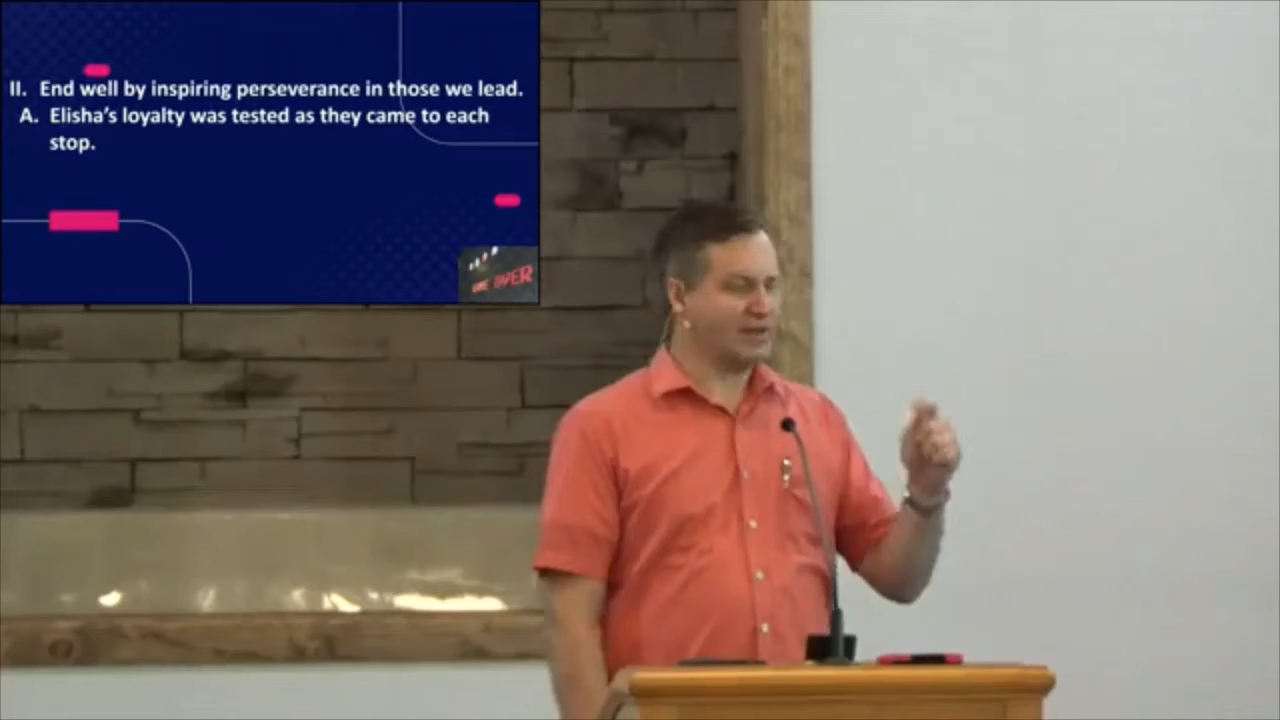 II. End well by inspiring perseverance in those we lead.
A. Elisha's loyalty was tested as they came to each
stop.
OVER